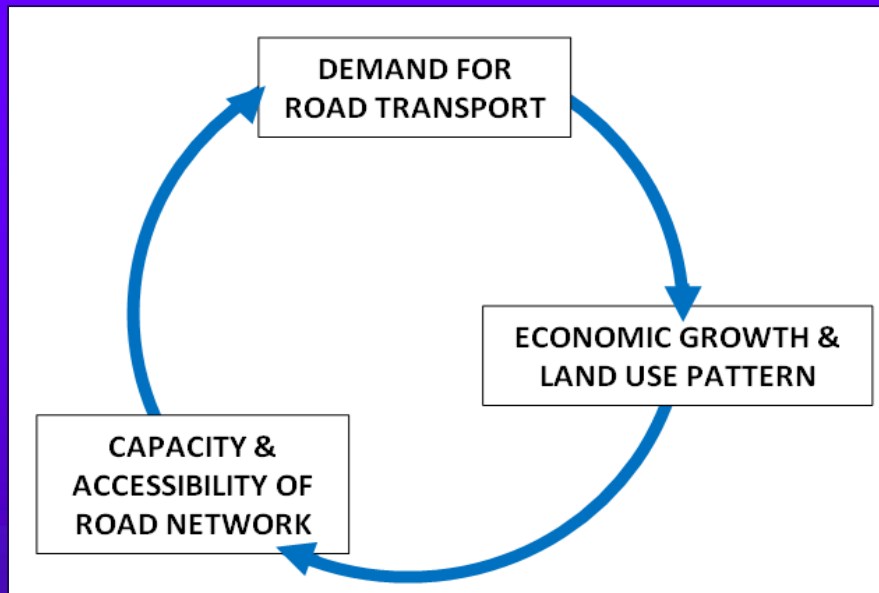 DEMAND FOR
ROAD TRANSPORT
ECONOMIC GROWTH &
LAND USE PATTERN
CAPACITY &
ACCESSIBILITY OF
ROAD NETWORK